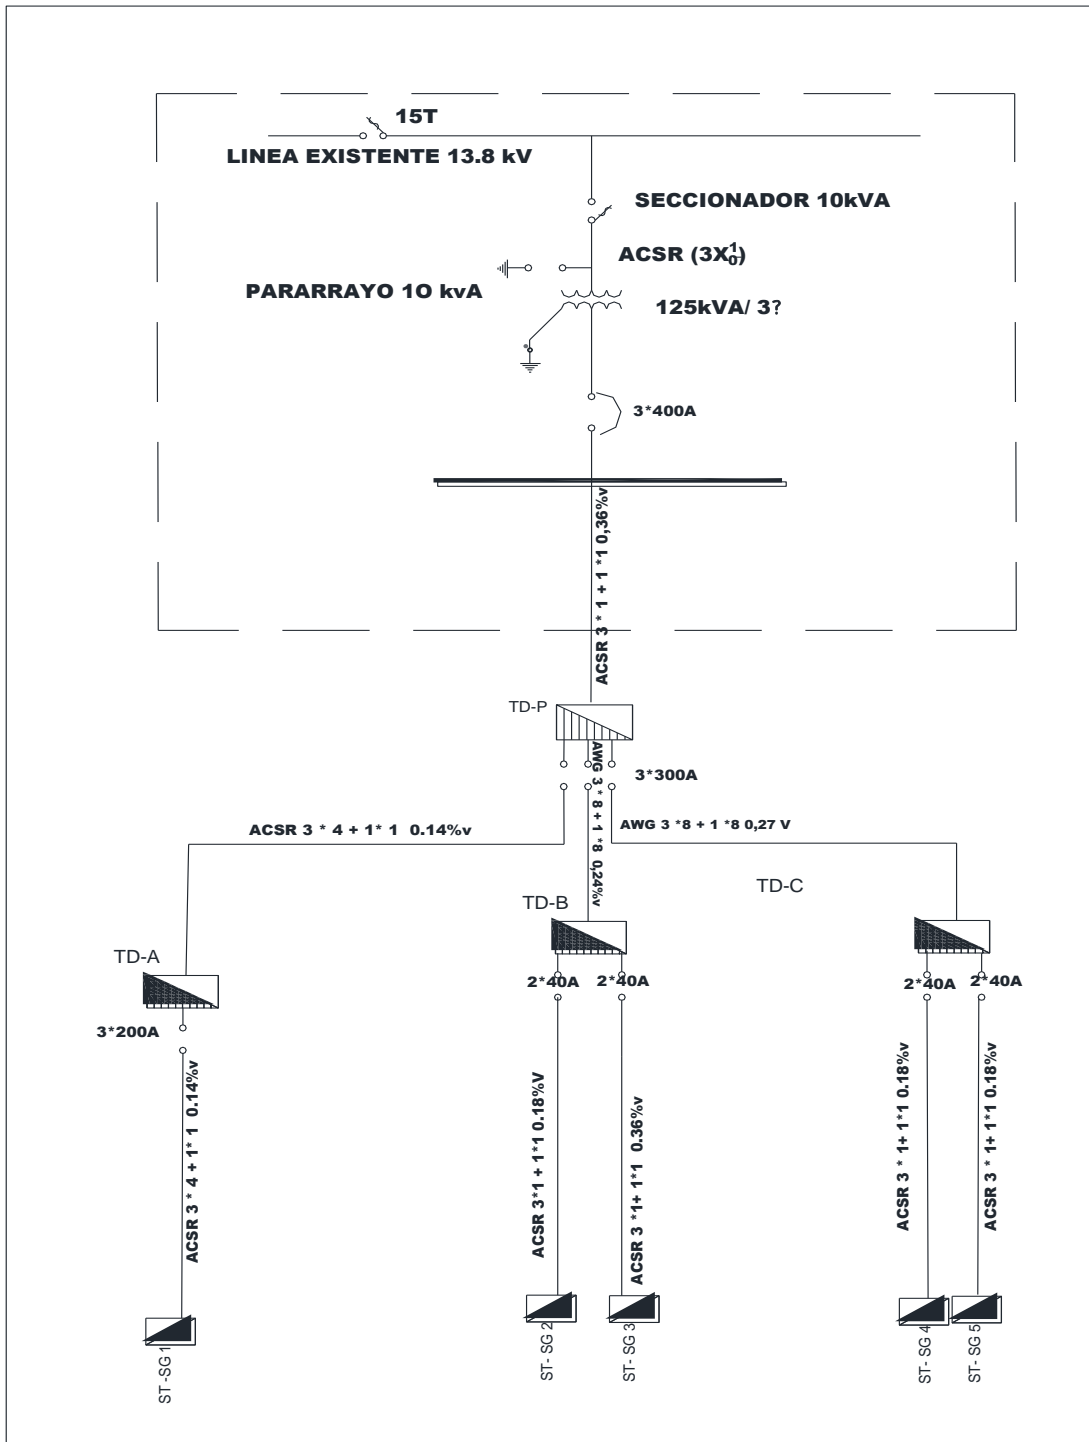 15T
LINEA EXISTENTE 13.8 kV
SECCIONADOR 10kVA
ACSR (3X1/0)
PARARRAYO 1O kvA
125kVA/ 3?
3*400A
ACSR 3 * 1 + 1 *1 0,36%v
TD-P
3*300A
AWG 3 * 8 + 1 *8 0,24%v
ACSR 3 * 4 + 1* 1 0.14%v
AWG 3 *8 + 1 *8 0,27 V
TD-C
TD-B
TD-A
2*40A
2*40A
2*40A
2*40A
3*200A
ACSR 3 * 4 + 1* 1 0.14%v
ACSR 3*1 + 1*1 0.18%V
ACSR 3 *1+ 1*1 0.36%v
ACSR 3 * 1+ 1*1 0.18%v
ACSR 3 * 1+ 1*1 0.18%v
ST -SG 1
ST- SG 2
ST- SG 3
ST- SG 4
ST- SG 5